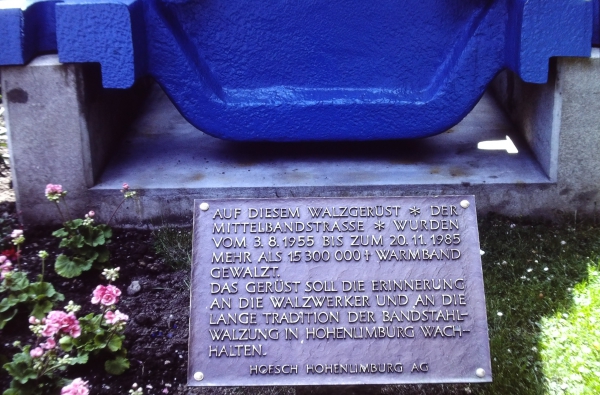 AUF DIESEM WALZGERÜST * DER
MITTELBANDSTRASSE * WURDEN
VOM 3.8.1955 BIS ZUM 20.11.1985
MEHR ALS 15 300 000 t WARMBAND
GEWALZT.
DAS GERÜST SOLL DIE ERINNERUNG
AN DIE WALZWERKER UND AN DIE
LANGE TRADITION DER BANDSTAHL-
WALZUNG IN HOHENLIMBURG WACH-
HALTEN.
HOESCH HOHENLIMBURG AG